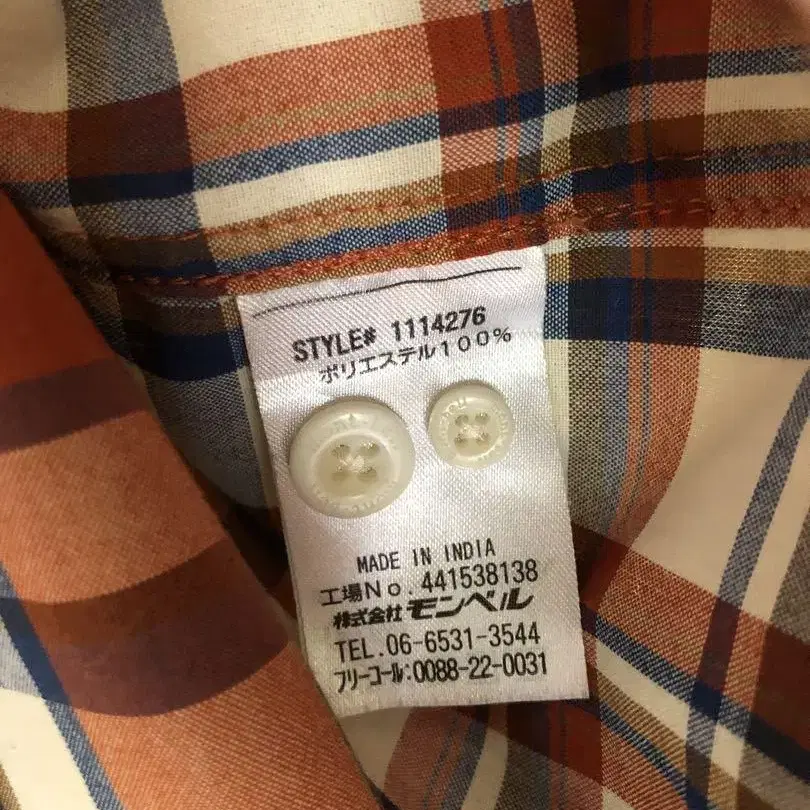 STYLE# 1114276
ポリエステル100%
MADE IN INDIA
工場No.441538138
株式会社モンベル
TEL.06-6531-3544
フリーコール:0088-22-0031